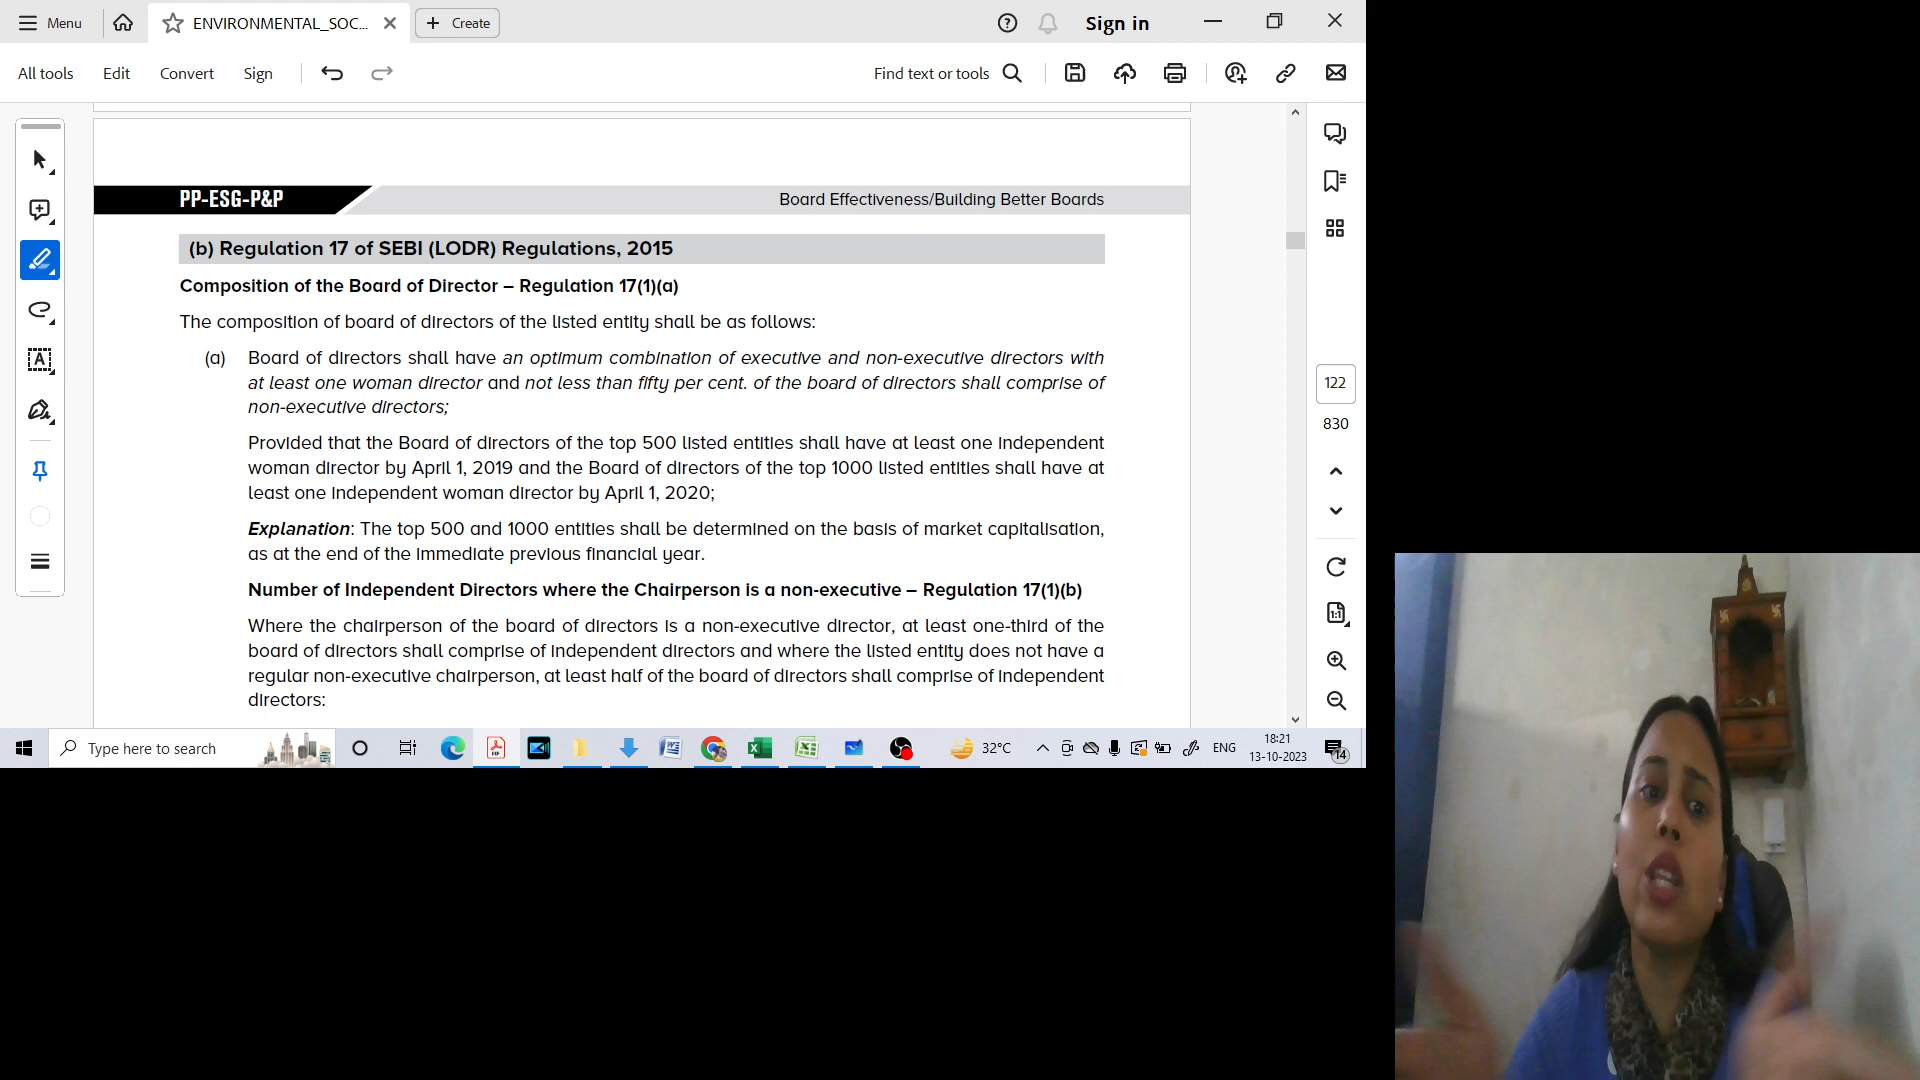 Menu
ENVIRONMENTAL_SOC...
Create
Sign in
All tools
Edit
Convert
Sign
Find text or tools
PP-ESG-P&P
Board Effectiveness/Building Better Boards
(b) Regulation 17 of SEBI (LODR) Regulations, 2015
Composition of the Board of Director – Regulation 17(1)(a)
The composition of board of directors of the listed entity shall be as follows:
(a) Board of directors shall have an optimum combination of executive and non-executive directors with
at least one woman director and not less than fifty per cent. of the board of directors shall comprise of
non-executive directors;
Provided that the Board of directors of the top 500 listed entities shall have at least one independent
woman director by April 1, 2019 and the Board of directors of the top 1000 listed entities shall have at
least one independent woman director by April 1, 2020;
Explanation: The top 500 and 1000 entities shall be determined on the basis of market capitalisation,
as at the end of the immediate previous financial year.
Number of Independent Directors where the Chairperson is a non-executive – Regulation 17(1)(b)
Where the chairperson of the board of directors is a non-executive director, at least one-third of the
board of directors shall comprise of independent directors and where the listed entity does not have a
regular non-executive chairperson, at least half of the board of directors shall comprise of independent
directors:
122
830
Type here to search
32°C
ENG
18:21
13-10-2023
14